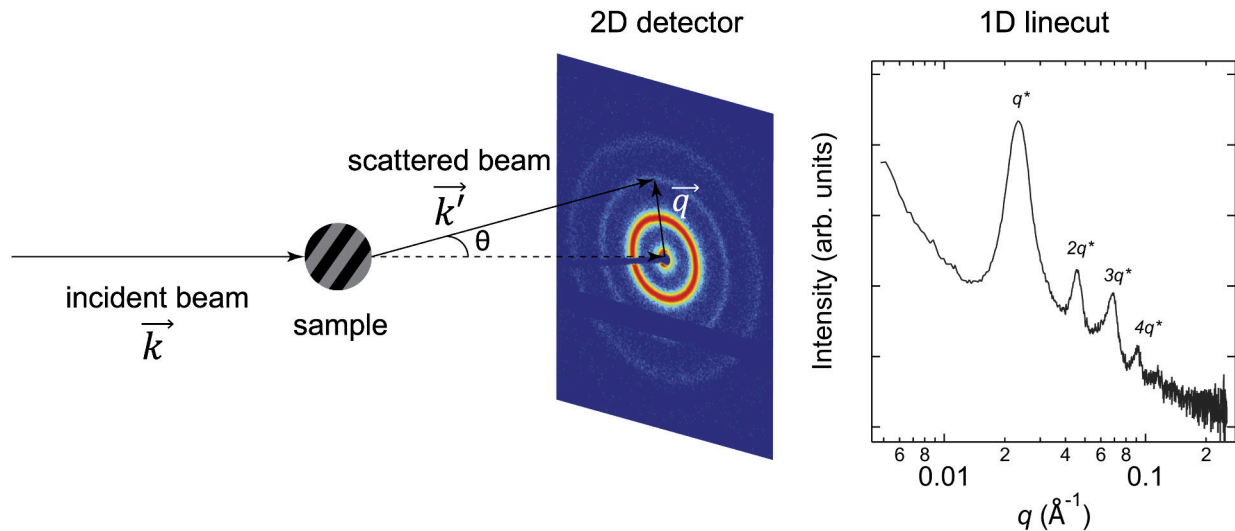 2D detector
1D linecut
scattered beam
k′
q
θ
incident beam
k
sample
Intensity (arb. units)
q*
2q*
3q*
4q*
6 8 2 4 6 8 2
0.01 0.1
q (Å⁻¹)